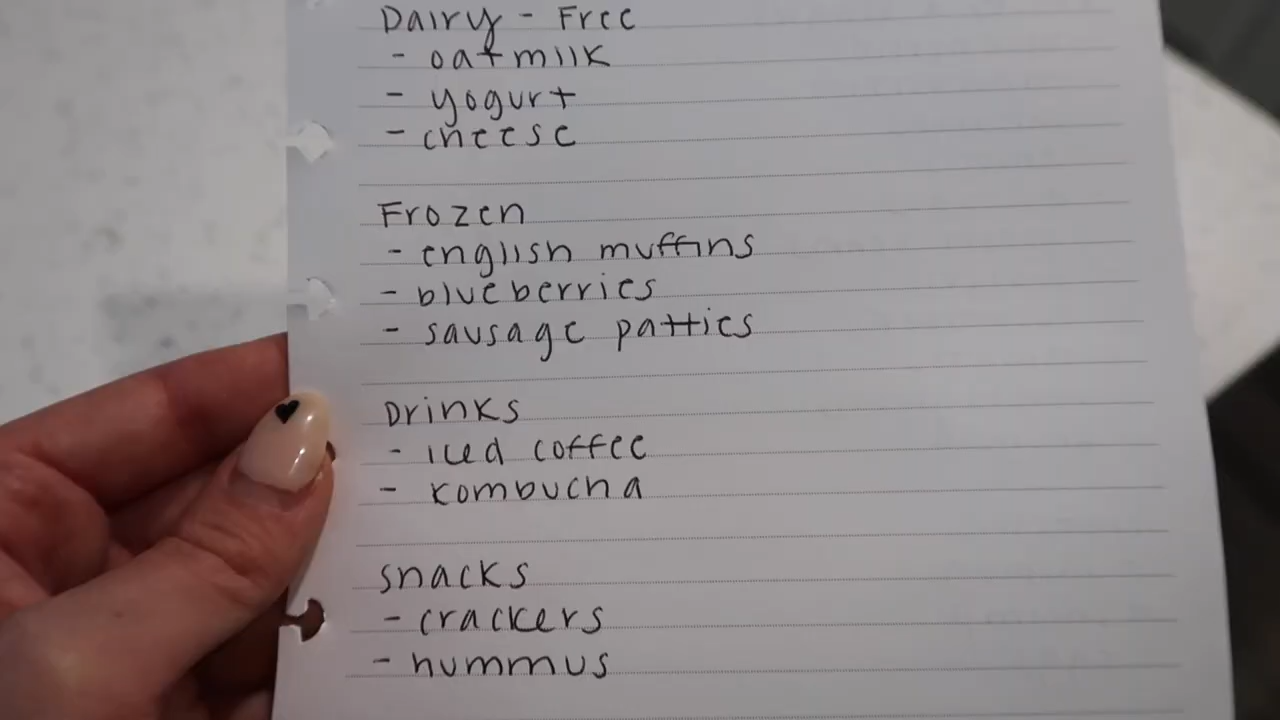 Dairy - Free
- oatmilk
- yogurt
- cheese
Frozen
- english muffins
- blueberries
- sausage patties
Drinks
- iced coffee
- kombucha
snacks
- crackers
- hummus